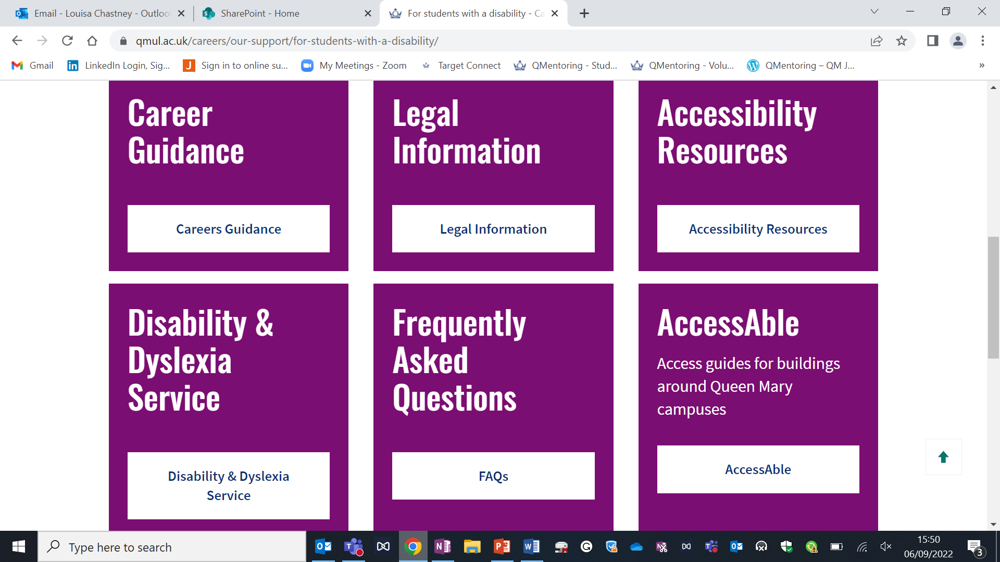 Email - Louisa Chastney - Outloo
SharePoint - Home
For students with a disability - Ca
qmul.ac.uk/careers/our-support/for-students-with-a-disability/
Gmail
LinkedIn Login, Sig...
Sign in to online su...
My Meetings - Zoom
Target Connect
QMentoring - Stud...
QMentoring - Volu...
QMentoring – QM J...
»
Career
Guidance
Careers Guidance
Legal
Information
Legal Information
Accessibility
Resources
Accessibility Resources
Disability &
Dyslexia
Service
Disability & Dyslexia
Service
Frequently
Asked
Questions
FAQs
AccessAble
Access guides for buildings
around Queen Mary
campuses
AccessAble
Type here to search
15:50
06/09/2022
3